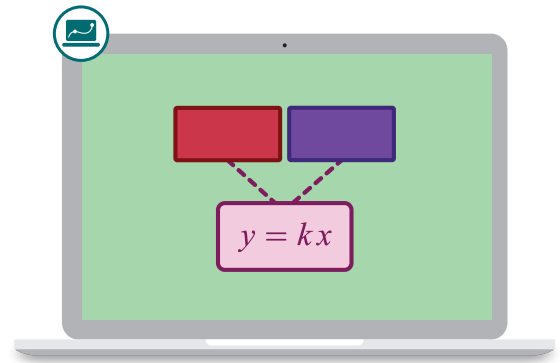 y = kx